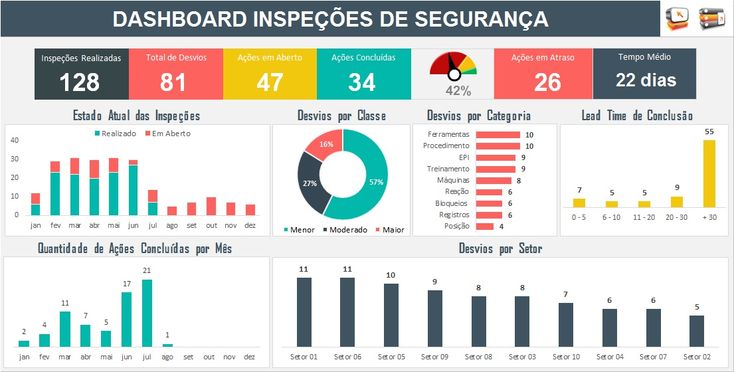 DASHBOARD INSPEÇÕES DE SEGURANÇA
Inspeções Realizadas
128
Total de Desvios
81
Ações em Aberto
47
Ações Concluídas
34
42%
Ações em Atraso
26
Tempo Médio
22 dias
Estado Atual das Inspeções
Realizado Em Aberto
40
30
20
10
0
jan fev mar abr mai jun jul ago set out nov dez
Desvios por Classe
16%
27%
57%
Menor Moderado Maior
Desvios por Categoria
Ferramentas 10
Procedimento 10
EPI 9
Treinamento 9
Máquinas 8
Reação 6
Bloqueios 6
Registros 6
Posição 4
Lead Time de Conclusão
7 5 5 9 55
0 - 5 6 - 10 11 - 20 20 - 30 + 30
Quantidade de Ações Concluídas por Mês
2 4 11 7 5 17 21 1
jan fev mar abr mai jun jul ago set out nov dez
Desvios por Setor
11 11 10 9 8 8 7 6 6 5
Setor 01 Setor 06 Setor 05 Setor 09 Setor 08 Setor 03 Setor 10 Setor 04 Setor 07 Setor 02